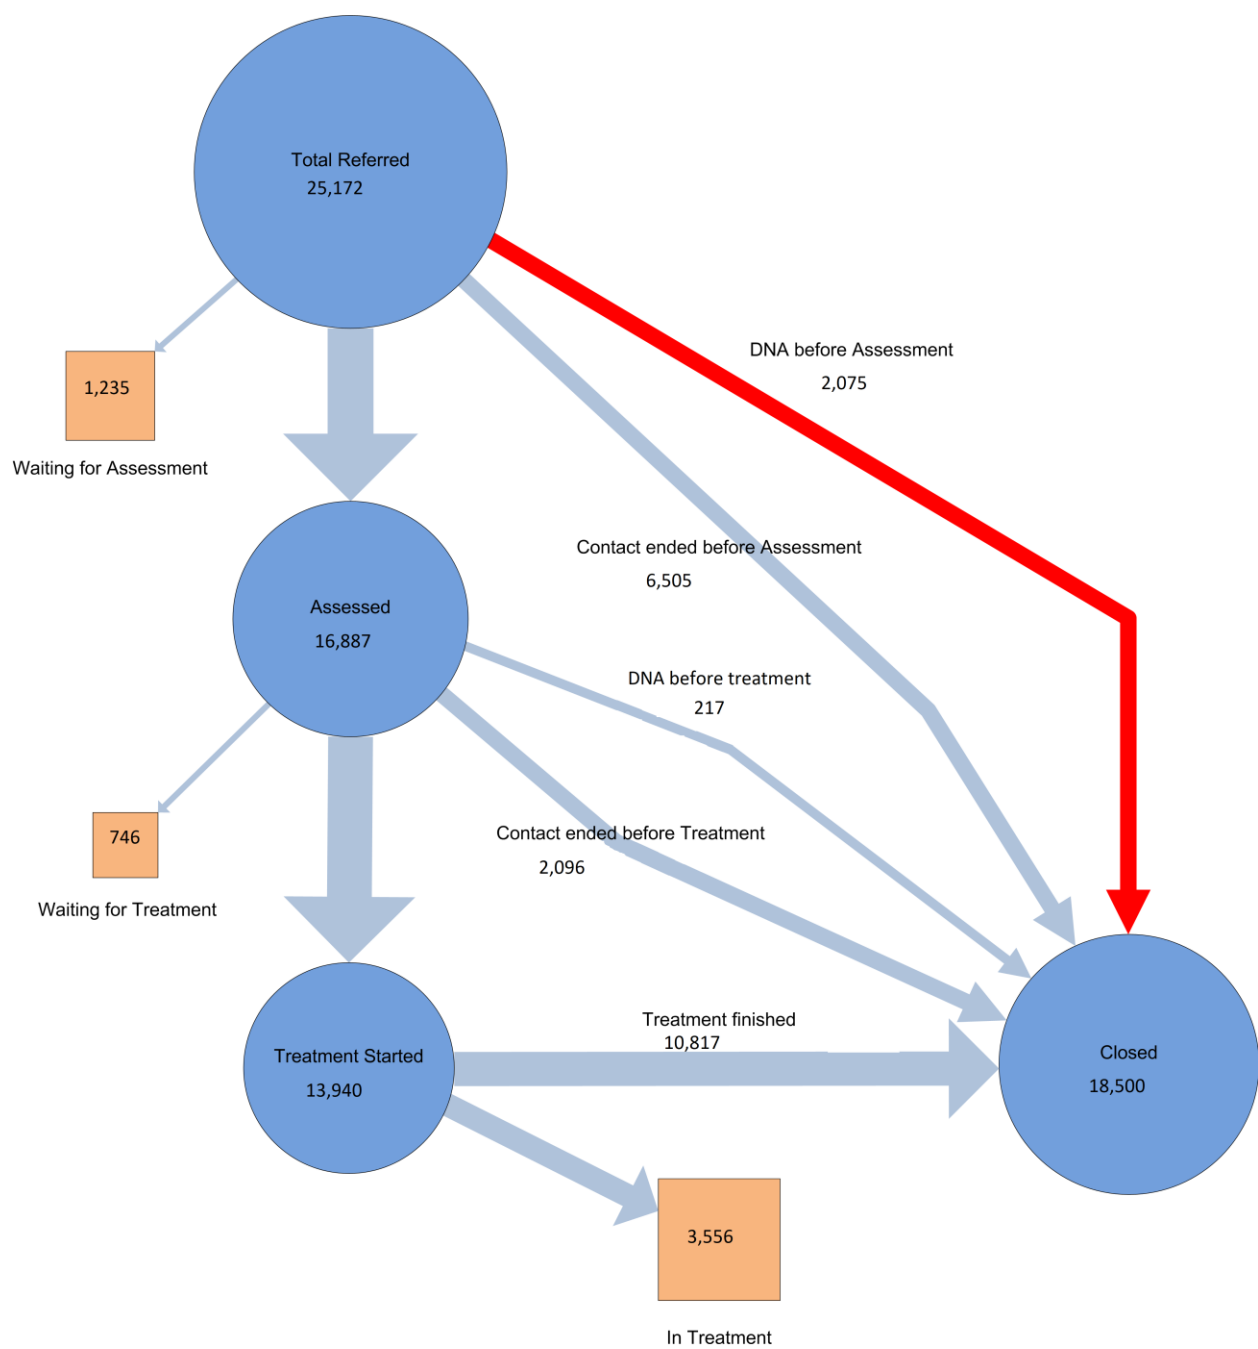 Total Referred
25,172
DNA before Assessment
2,075
1,235
Waiting for Assessment
Contact ended before Assessment
6,505
Assessed
16,887
DNA before treatment
217
746
Waiting for Treatment
Contact ended before Treatment
2,096
Treatment finished
10,817
Treatment Started
13,940
Closed
18,500
3,556
In Treatment